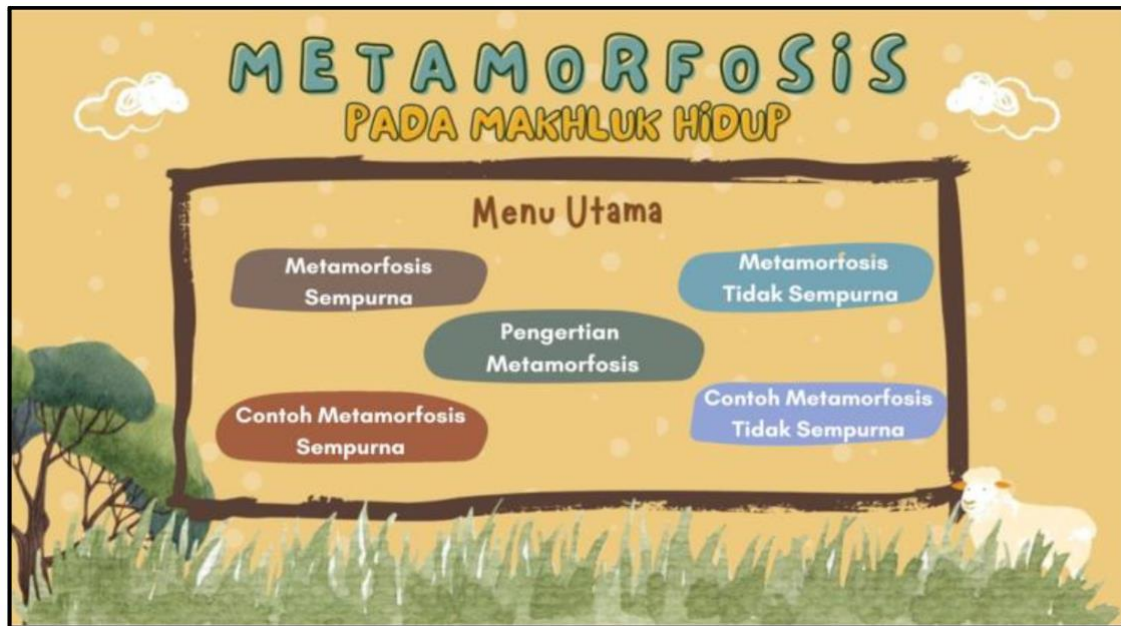 METAMORFOSIS
PADA MAKHLUK HIDUP
Menu Utama
Metamorfosis
Sempurna
Metamorfosis
Tidak Sempurna
Pengertian
Metamorfosis
Contoh Metamorfosis
Sempurna
Contoh Metamorfosis
Tidak Sempurna